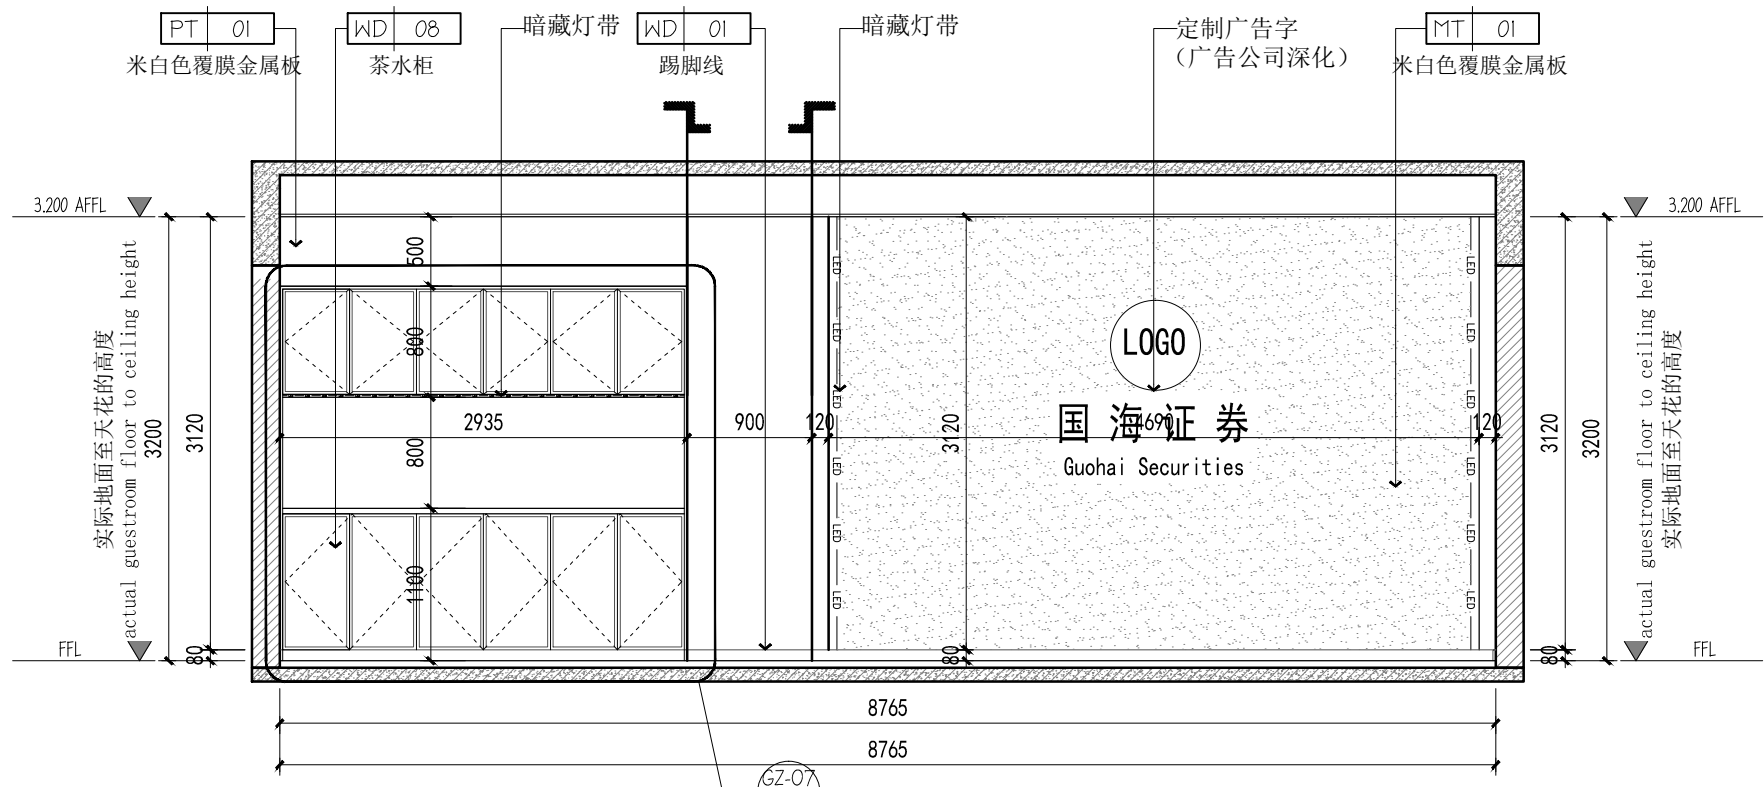 PT 01
米白色覆膜金属板
WD 08
茶水柜
暗藏灯带
WD 01
踢脚线
暗藏灯带
定制广告字
(广告公司深化)
MT 01
米白色覆膜金属板
3.200 AFFL
3.200 AFFL
实际地面至天花的高度
actual guestroom floor to ceiling height
3200
3120
80
FFL
500
800
800
1100
2935
900
120
4690
120
3120
80
LED
LED
LED
LED
LED
LED
LED
LED
LED
LED
LED
LED
LOGO
国海证券
Guohai Securities
3120
80
3200
actual guestroom floor to ceiling height
实际地面至天花的高度
FFL
8765
8765
GZ-07